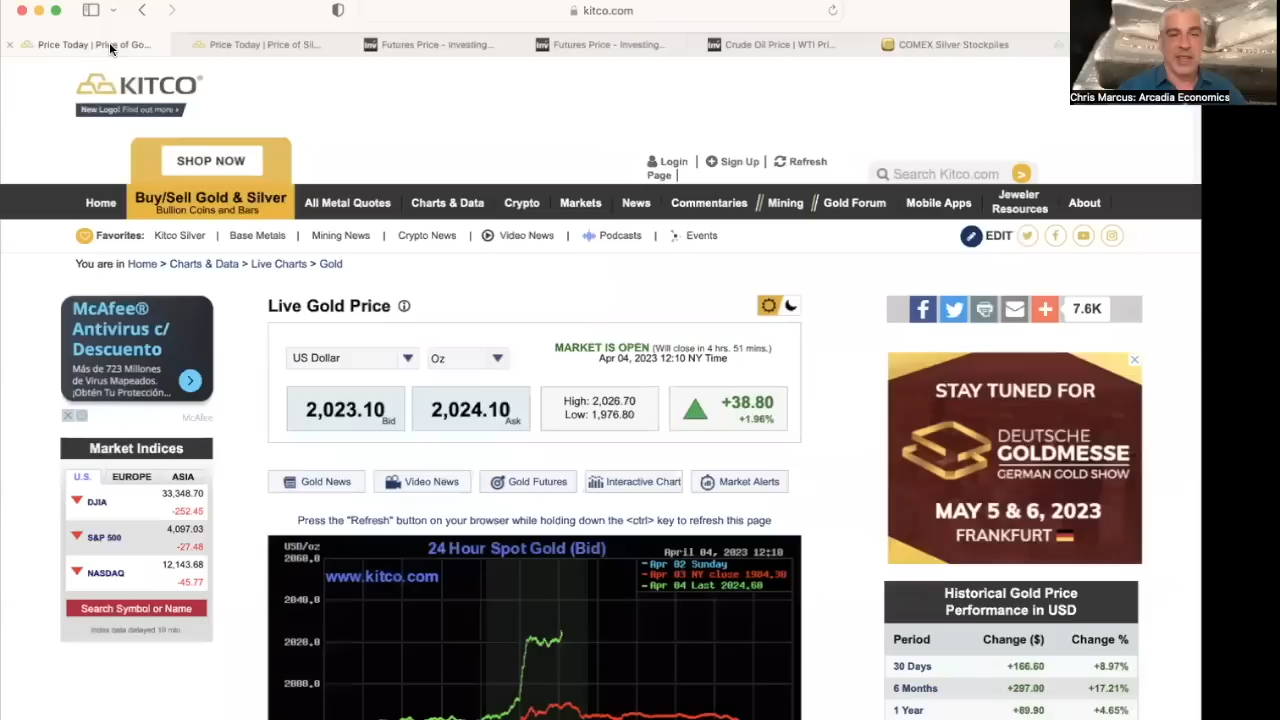 kitco.com
Price Today | Price of Go...
Price Today | Price of Sil...
Futures Price - Investing...
Futures Price - Investing...
Crude Oil Price | WTI Pri...
COMEX Silver Stockpiles
Chris Marcus: Arcadia Economics
KITCO
New Logo! Find out more >
SHOP NOW
Login | Sign Up | Refresh
Page |
Search Kitco.com
Home
Buy/Sell Gold & Silver
Bullion Coins and Bars
All Metal Quotes
Charts & Data
Crypto
Markets
News
Commentaries
Mining
Gold Forum
Mobile Apps
Jeweler
Resources
About
Favorites: Kitco Silver | Base Metals | Mining News | Crypto News | Video News | Podcasts | Events
EDIT
You are in Home > Charts & Data > Live Charts > Gold
McAfee®
Antivirus c/
Descuento
Más de 723 Millones
de Virus Mapeados.
¡Obtén Tu Protección...
McAfee
Market Indices
U.S. EUROPE ASIA
DJIA 33,348.70
-252.45
S&P 500 4,097.03
-27.48
NASDAQ 12,143.68
-45.77
Search Symbol or Name
Index data delayed 10 min.
Live Gold Price
US Dollar
Oz
MARKET IS OPEN (Will close in 4 hrs. 51 mins.)
Apr 04, 2023 12:10 NY Time
2,023.10 Bid
2,024.10 Ask
High: 2,026.70
Low: 1,976.80
+38.80
+1.96%
Gold News
Video News
Gold Futures
Interactive Chart
Market Alerts
Press the "Refresh" button on your browser while holding down the <ctrl> key to refresh this page
USD/oz
24 Hour Spot Gold (Bid)
April 04, 2023 12:10
www.kitco.com
Apr 02 Sunday
Apr 03 NY close 1984.30
Apr 04 Last 2024.60
2060.0
2040.0
2020.0
2000.0
7.6K
STAY TUNED FOR
DEUTSCHE
GOLDMESSE
GERMAN GOLD SHOW
MAY 5 & 6, 2023
FRANKFURT
Historical Gold Price
Performance in USD
Period Change ($) Change %
30 Days +166.60 +8.97%
6 Months +297.00 +17.21%
1 Year +89.90 +4.65%